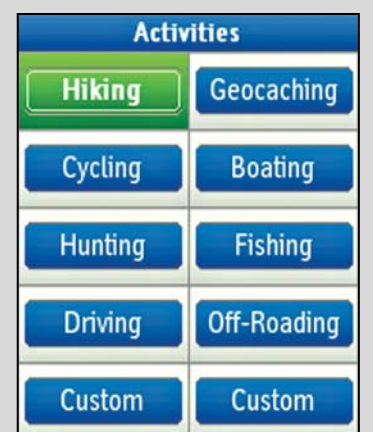 Activities
Hiking Geocaching
Cycling Boating
Hunting Fishing
Driving Off-Roading
Custom Custom